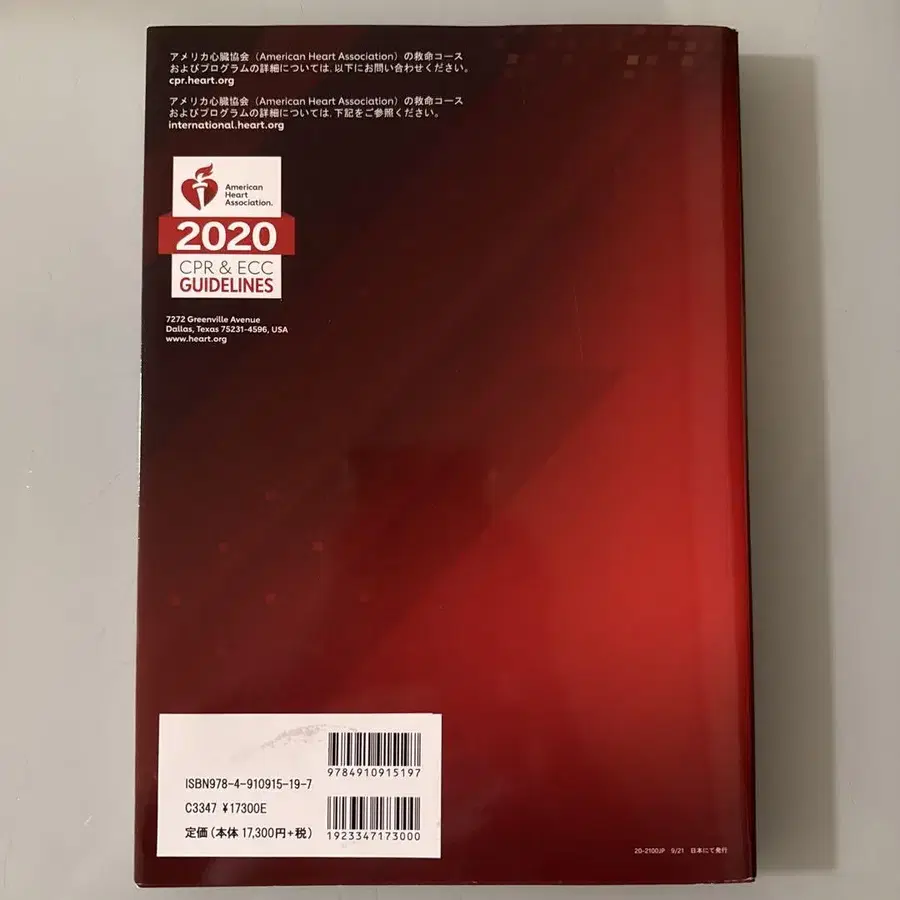 アメリカ心臓協会（American Heart Association）の救命コース
およびプログラムの詳細については、以下にお問い合わせください。
cpr.heart.org
アメリカ心臓協会（American Heart Association）の救命コース
およびプログラムの詳細については、下記をご参照ください。
international.heart.org
American
Heart
Association.
2020
CPR & ECC
GUIDELINES
7272 Greenville Avenue
Dallas, Texas 75231-4596, USA
www.heart.org
9784910915197
ISBN978-4-910915-19-7
C3347 ¥17300E
定価（本体 17,300円+税）
1923347173000
20-2100JP 9/21 日本にて発行